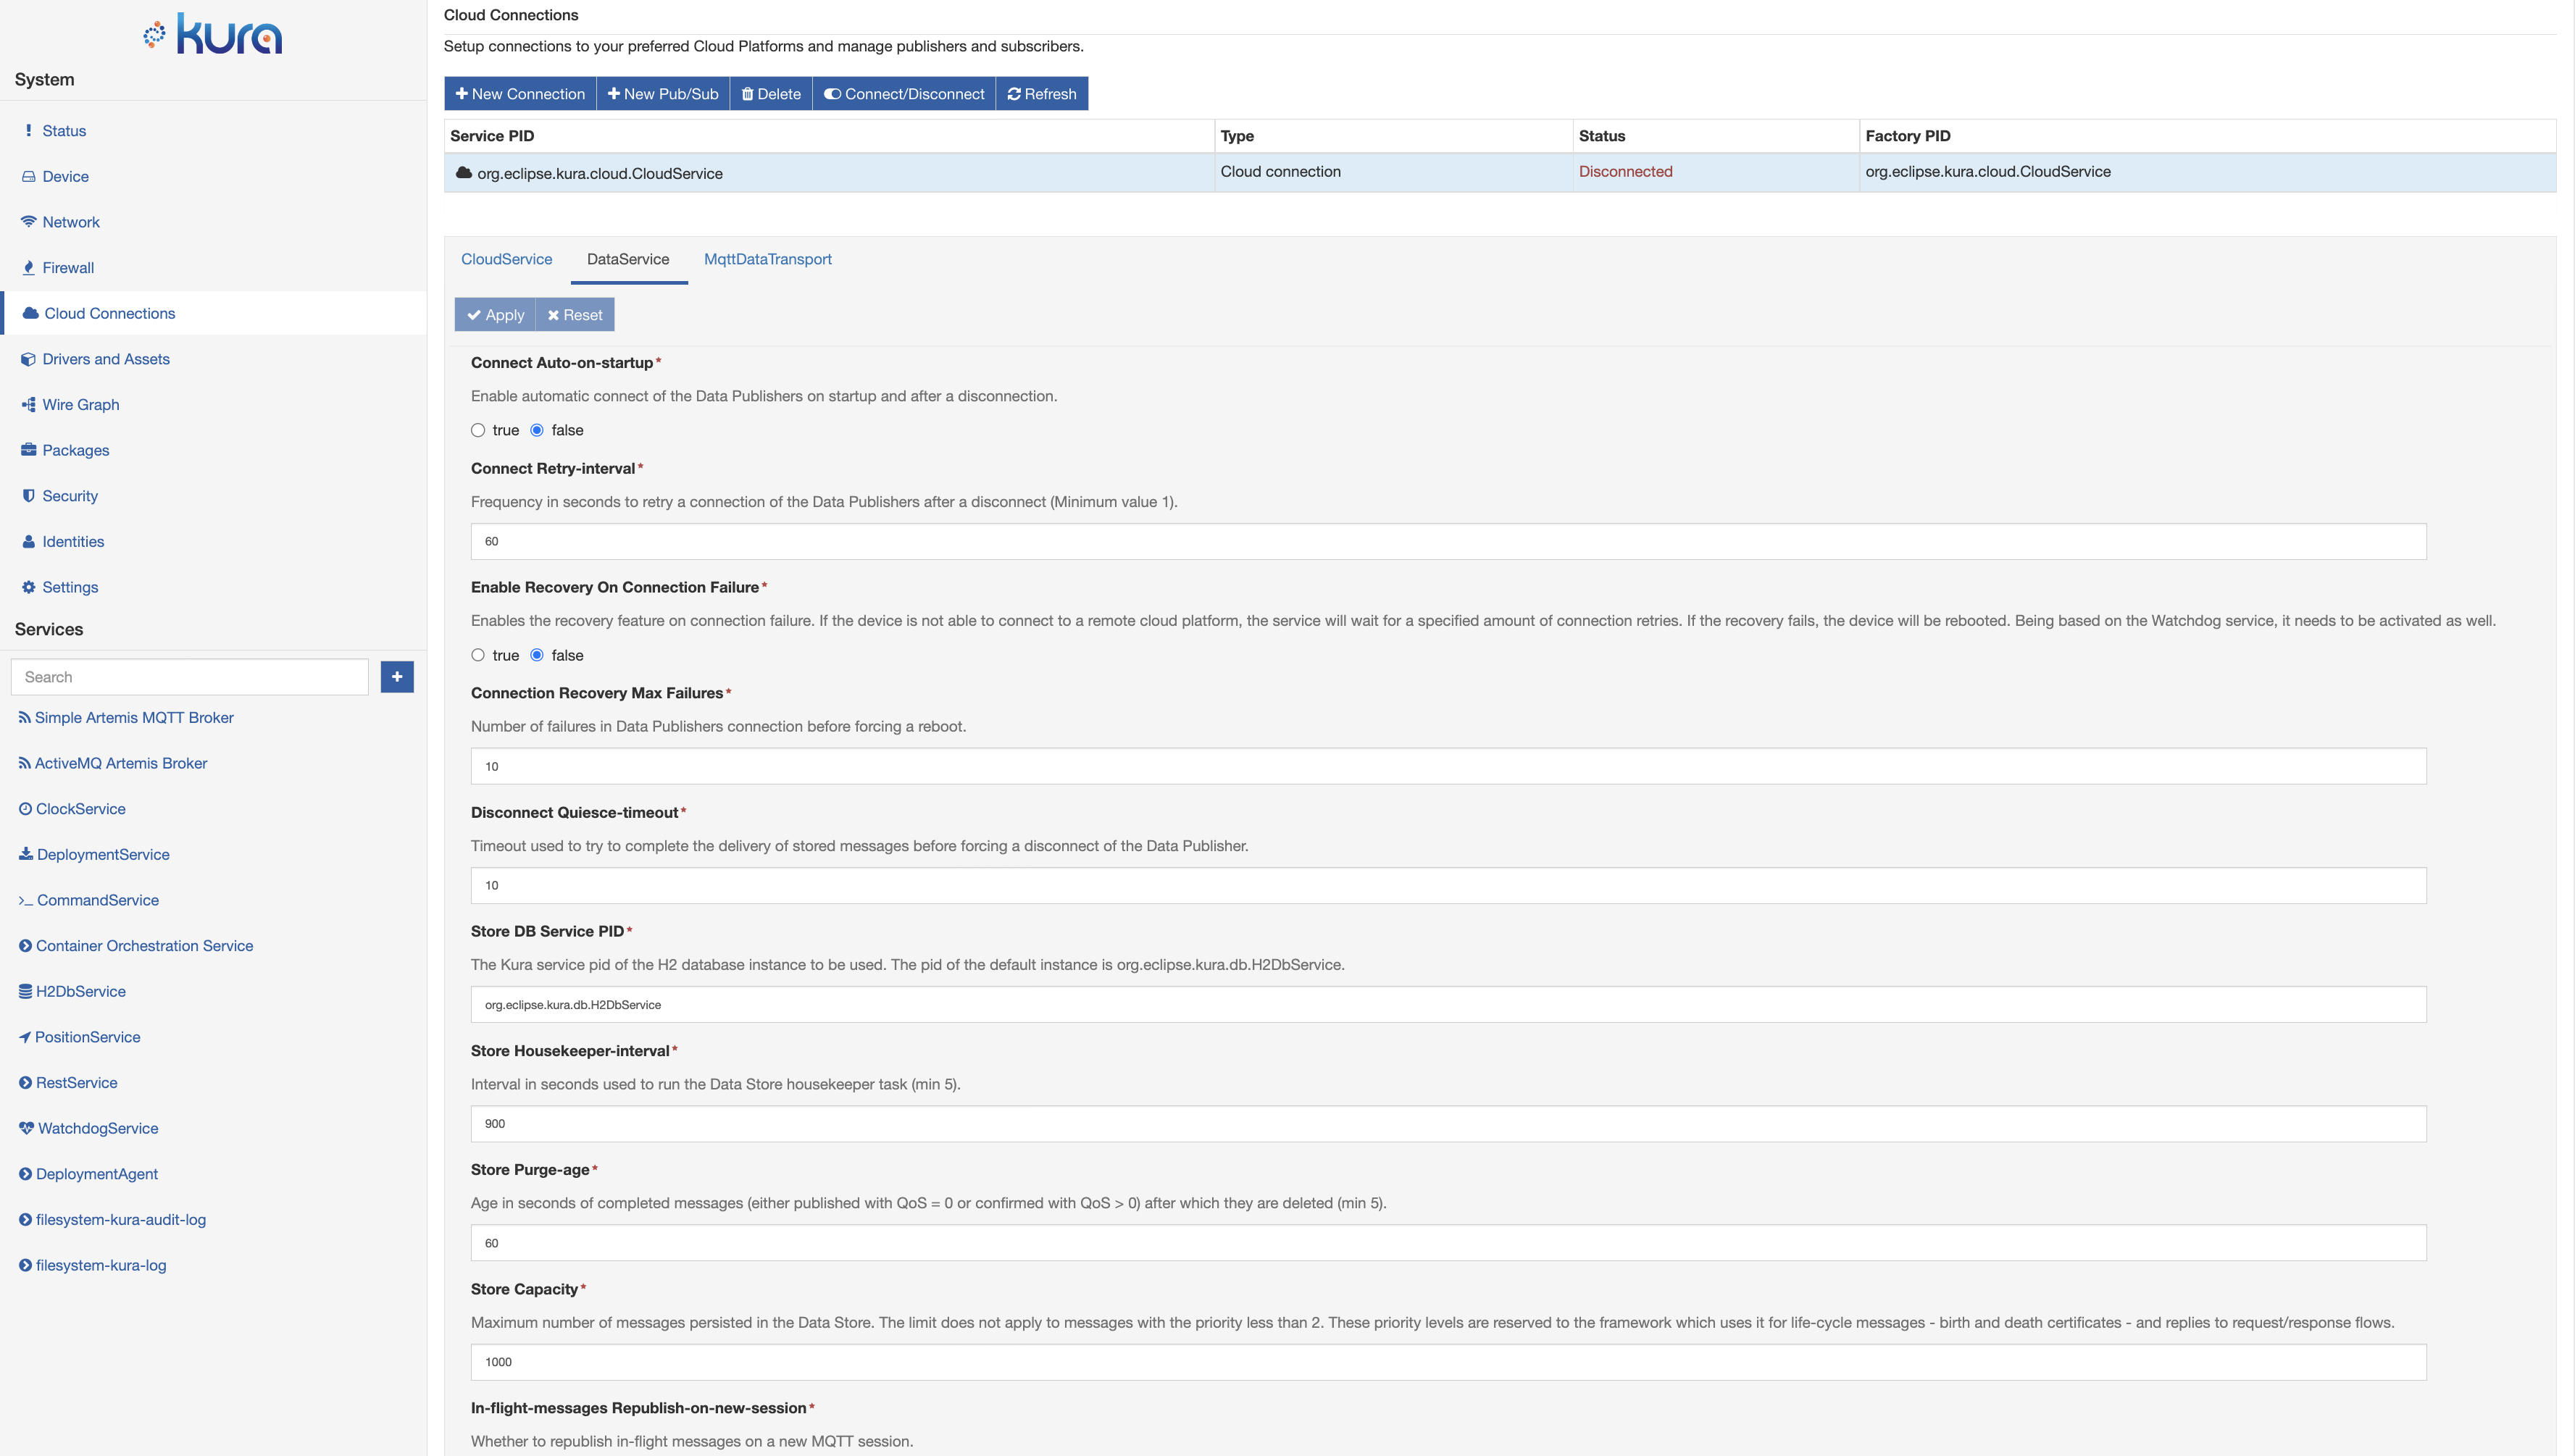 kura
System
Status
Device
Network
Firewall
Cloud Connections
Drivers and Assets
Wire Graph
Packages
Security
Identities
Settings
Services
Search
Simple Artemis MQTT Broker
ActiveMQ Artemis Broker
ClockService
DeploymentService
CommandService
Container Orchestration Service
H2DbService
PositionService
RestService
WatchdogService
DeploymentAgent
filesystem-kura-audit-log
filesystem-kura-log
Cloud Connections
Setup connections to your preferred Cloud Platforms and manage publishers and subscribers.
New Connection New Pub/Sub Delete Connect/Disconnect Refresh
Service PID Type Status Factory PID
org.eclipse.kura.cloud.CloudService Cloud connection Disconnected org.eclipse.kura.cloud.CloudService
CloudService DataService MqttDataTransport
Apply Reset
Connect Auto-on-startup*
Enable automatic connect of the Data Publishers on startup and after a disconnection.
true false
Connect Retry-interval*
Frequency in seconds to retry a connection of the Data Publishers after a disconnect (Minimum value 1).
60
Enable Recovery On Connection Failure*
Enables the recovery feature on connection failure. If the device is not able to connect to a remote cloud platform, the service will wait for a specified amount of connection retries. If the recovery fails, the device will be rebooted. Being based on the Watchdog service, it needs to be activated as well.
true false
Connection Recovery Max Failures*
Number of failures in Data Publishers connection before forcing a reboot.
10
Disconnect Quiesce-timeout*
Timeout used to try to complete the delivery of stored messages before forcing a disconnect of the Data Publisher.
10
Store DB Service PID*
The Kura service pid of the H2 database instance to be used. The pid of the default instance is org.eclipse.kura.db.H2DbService.
org.eclipse.kura.db.H2DbService
Store Housekeeper-interval*
Interval in seconds used to run the Data Store housekeeper task (min 5).
900
Store Purge-age*
Age in seconds of completed messages (either published with QoS = 0 or confirmed with QoS > 0) after which they are deleted (min 5).
60
Store Capacity*
Maximum number of messages persisted in the Data Store. The limit does not apply to messages with the priority less than 2. These priority levels are reserved to the framework which uses it for life-cycle messages - birth and death certificates - and replies to request/response flows.
1000
In-flight-messages Republish-on-new-session*
Whether to republish in-flight messages on a new MQTT session.